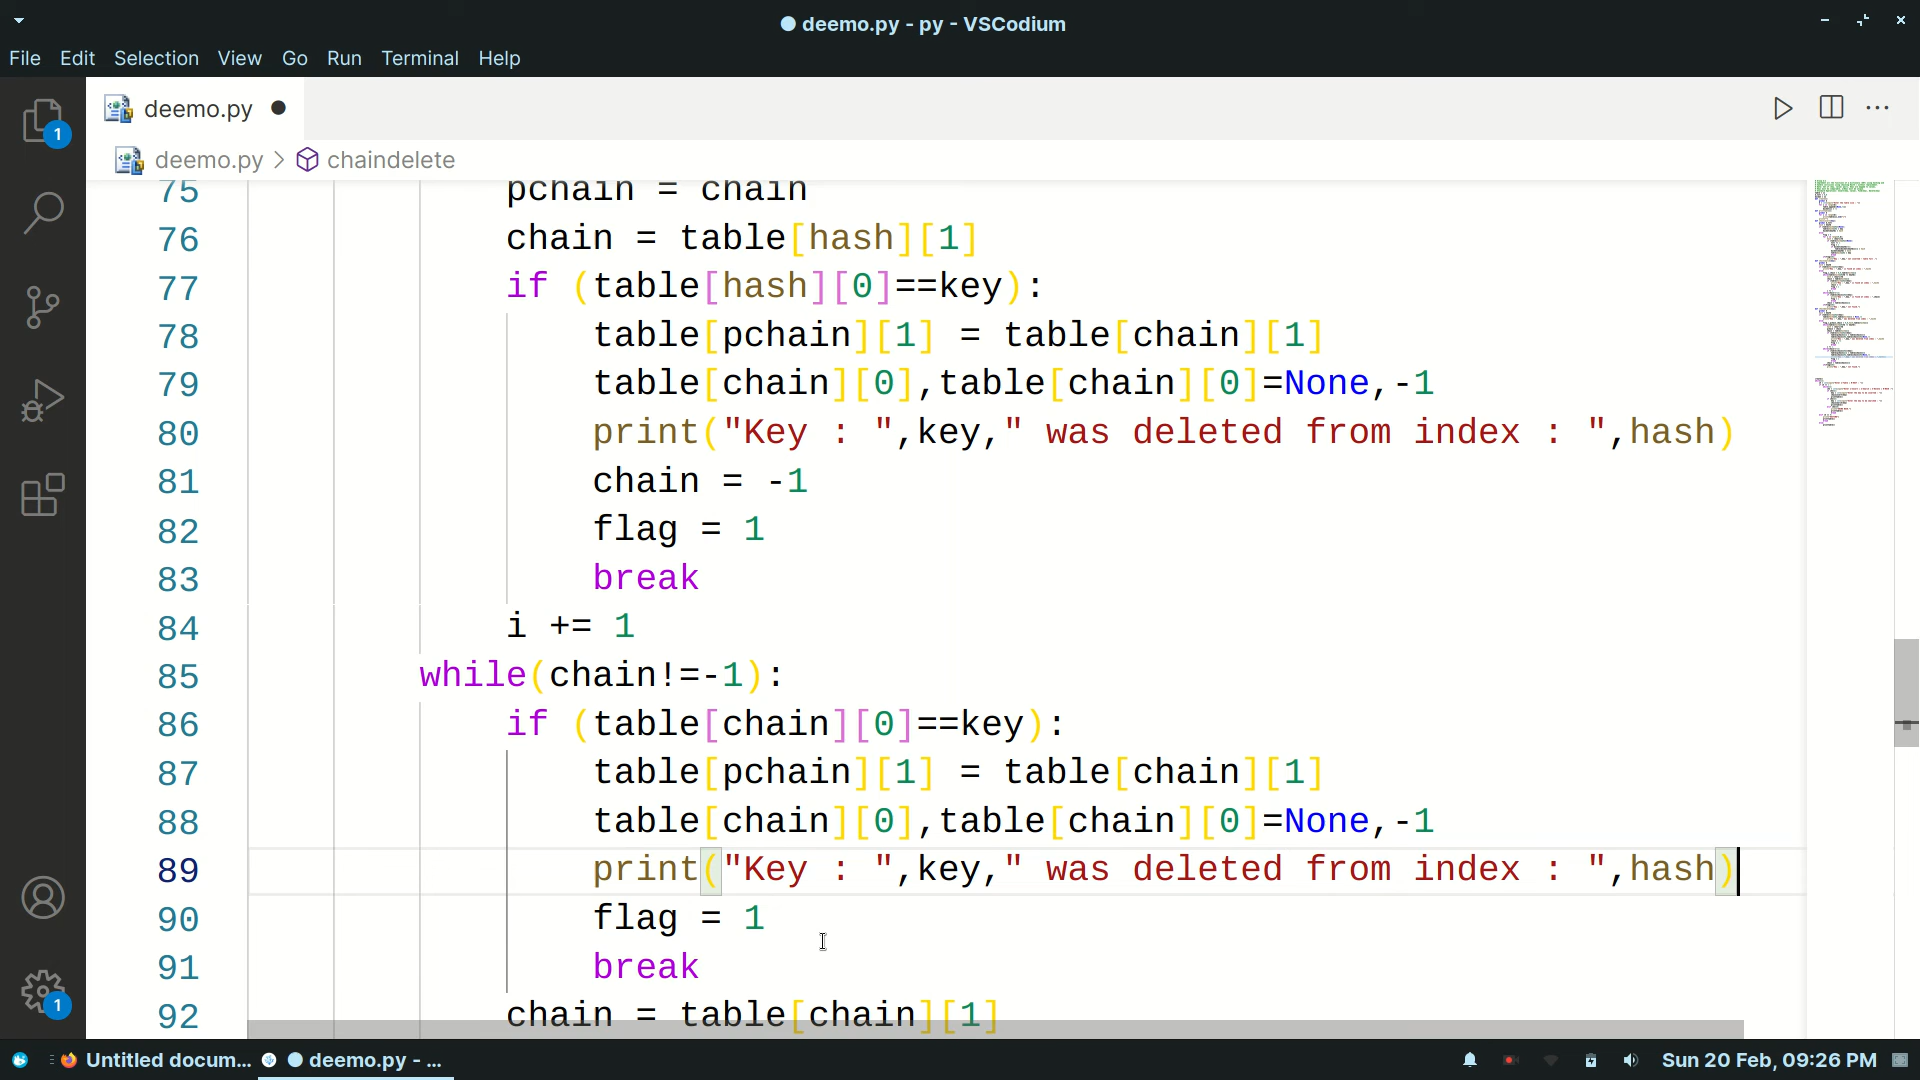 deemo.py - py - VSCodium
File Edit Selection View Go Run Terminal Help
deemo.py
deemo.py > chaindelete
75 pchain = chain
76 chain = table[hash][1]
77 if (table[hash][0]==key):
78 table[pchain][1] = table[chain][1]
79 table[chain][0],table[chain][0]=None,-1
80 print("Key : ",key," was deleted from index : ",hash)
81 chain = -1
82 flag = 1
83 break
84 i += 1
85 while(chain!=-1):
86 if (table[chain][0]==key):
87 table[pchain][1] = table[chain][1]
88 table[chain][0],table[chain][0]=None,-1
89 print("Key : ",key," was deleted from index : ",hash)
90 flag = 1
91 break
92 chain = table[chain][1]
1
1
Untitled docum... deemo.py - ... Sun 20 Feb, 09:26 PM